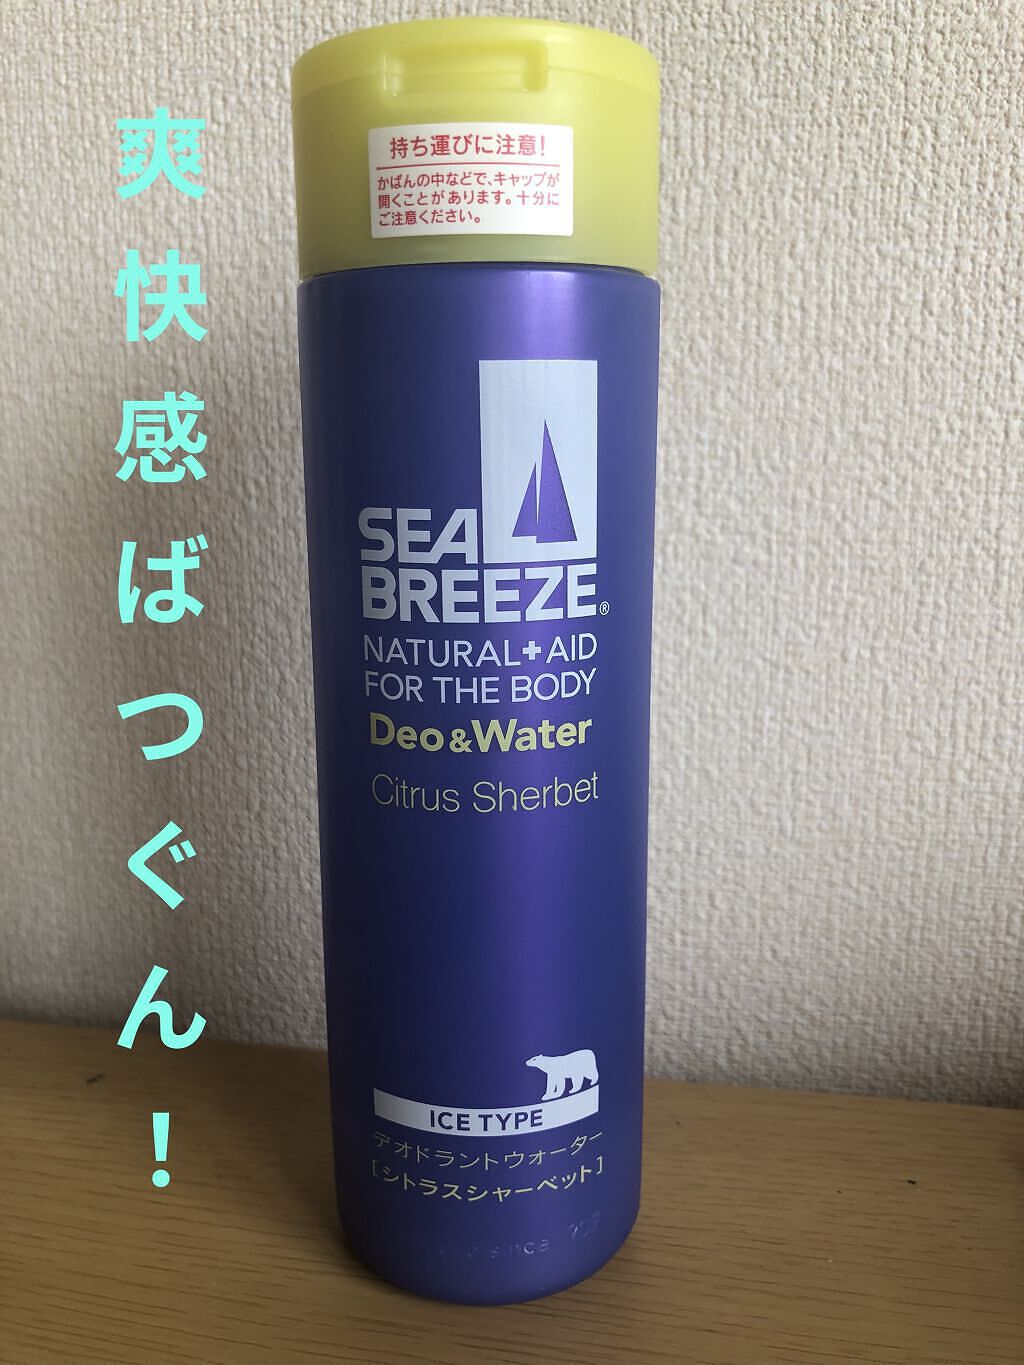 爽快感ばつぐん！
持ち運びに注意！
かばんの中などで、キャップが
開くことがあります。十分に
ご注意ください。
SEA
BREEZE®
NATURAL+AID
FOR THE BODY
Deo&Water
Citrus Sherbet
ICE TYPE
デオドラントウォーター
[シトラスシャーベット]
since 1902